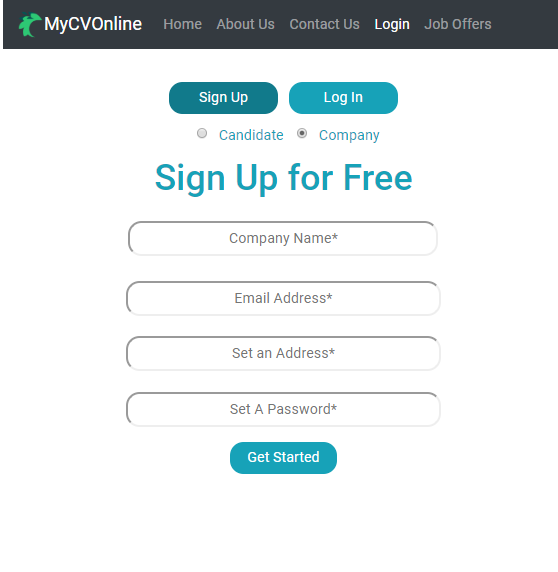 MyCVOnline Home About Us Contact Us Login Job Offers
Sign Up Log In
Candidate Company
Sign Up for Free
Company Name*
Email Address*
Set an Address*
Set A Password*
Get Started